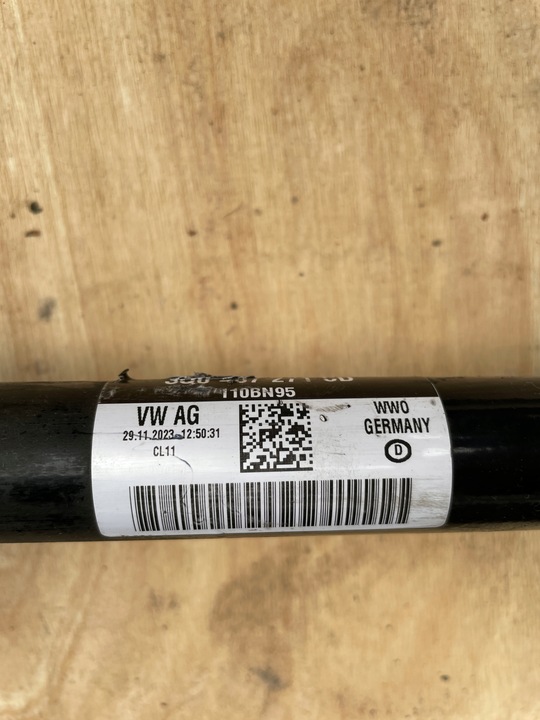 110BN95
VW AG
29.11.2023 12:50:31
CL11
WWO
GERMANY
D